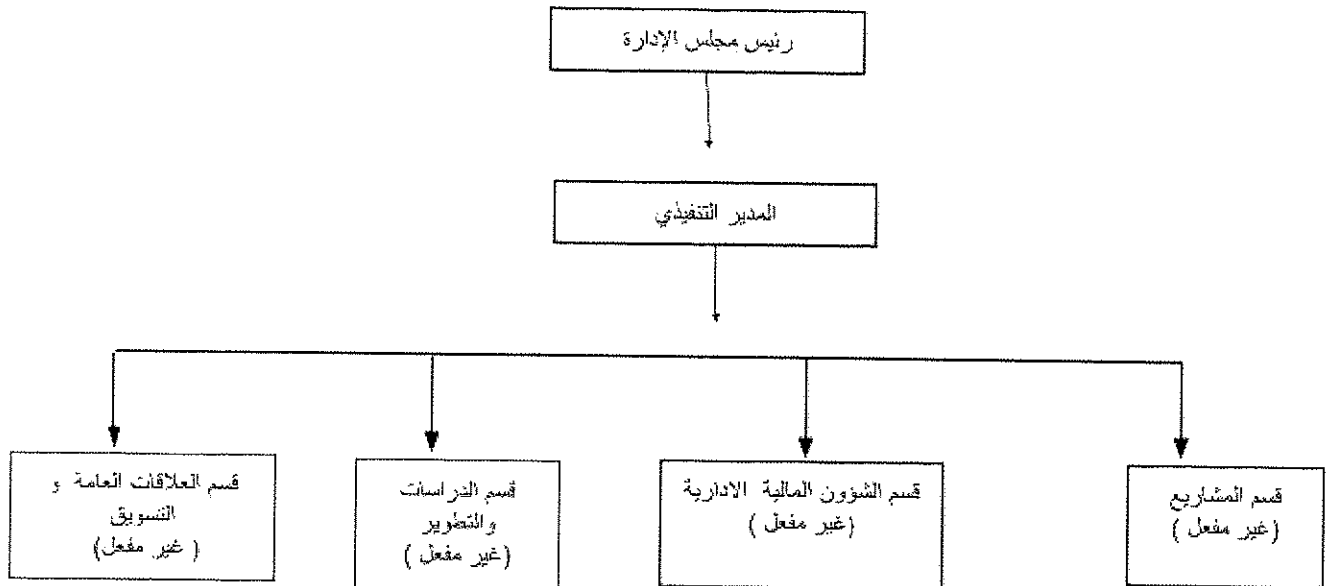 رئيس مجلس الإدارة
المدير التنفيذي
قسم المشاريع
(غير مفعل )
قسم الشؤون المالية الادارية
(غير مفعل )
قسم الدراسات
والتطوير
(غير مفعل )
قسم العلاقات العامة و
التسويق
( غير مفعل)